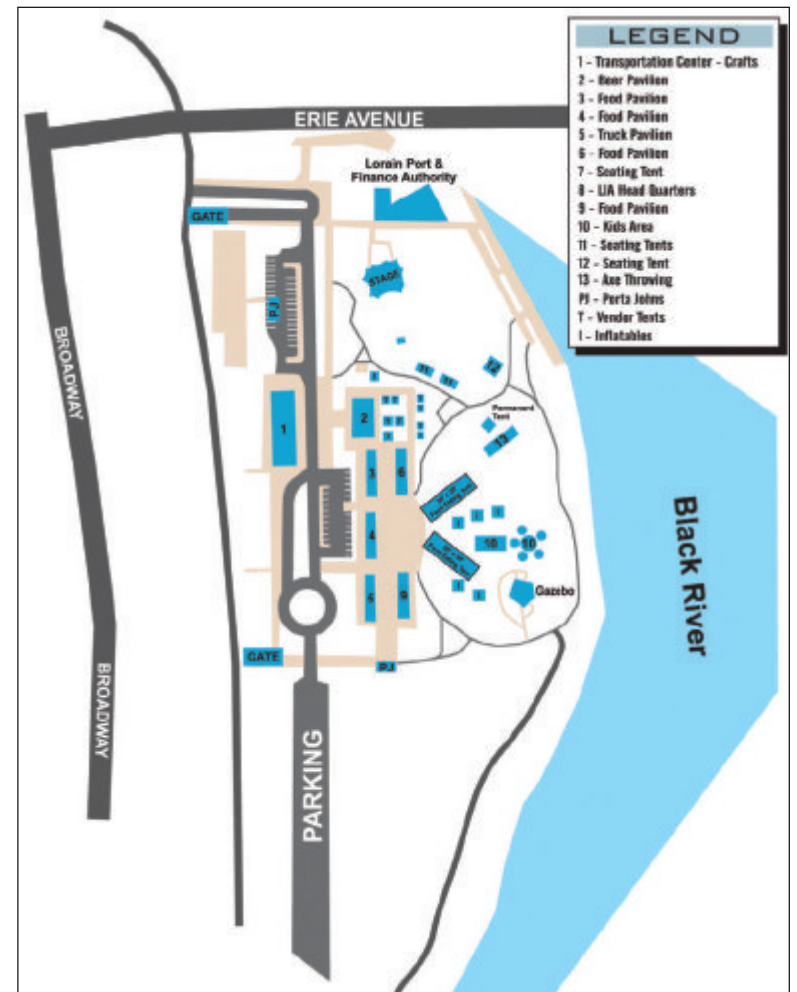 LEGEND
1 - Transportation Center - Crafts
2 - Beer Pavilion
3 - Food Pavilion
4 - Food Pavilion
5 - Truck Pavilion
6 - Food Pavilion
7 - Seating Tent
8 - LIA Head Quarters
9 - Food Pavilion
10 - Kids Area
11 - Seating Tents
12 - Seating Tent
13 - Axe Throwing
PJ - Porta Johns
T - Vendor Tents
I - Inflatables
ERIE AVENUE
Lorain Port &
Finance Authority
GATE
STAGE
PJ
BROADWAY
11
11
12
1
2
Permanent
Tent
13
3
6
4
10
10
Black River
9
Gazebo
GATE
PJ
BROADWAY
PARKING